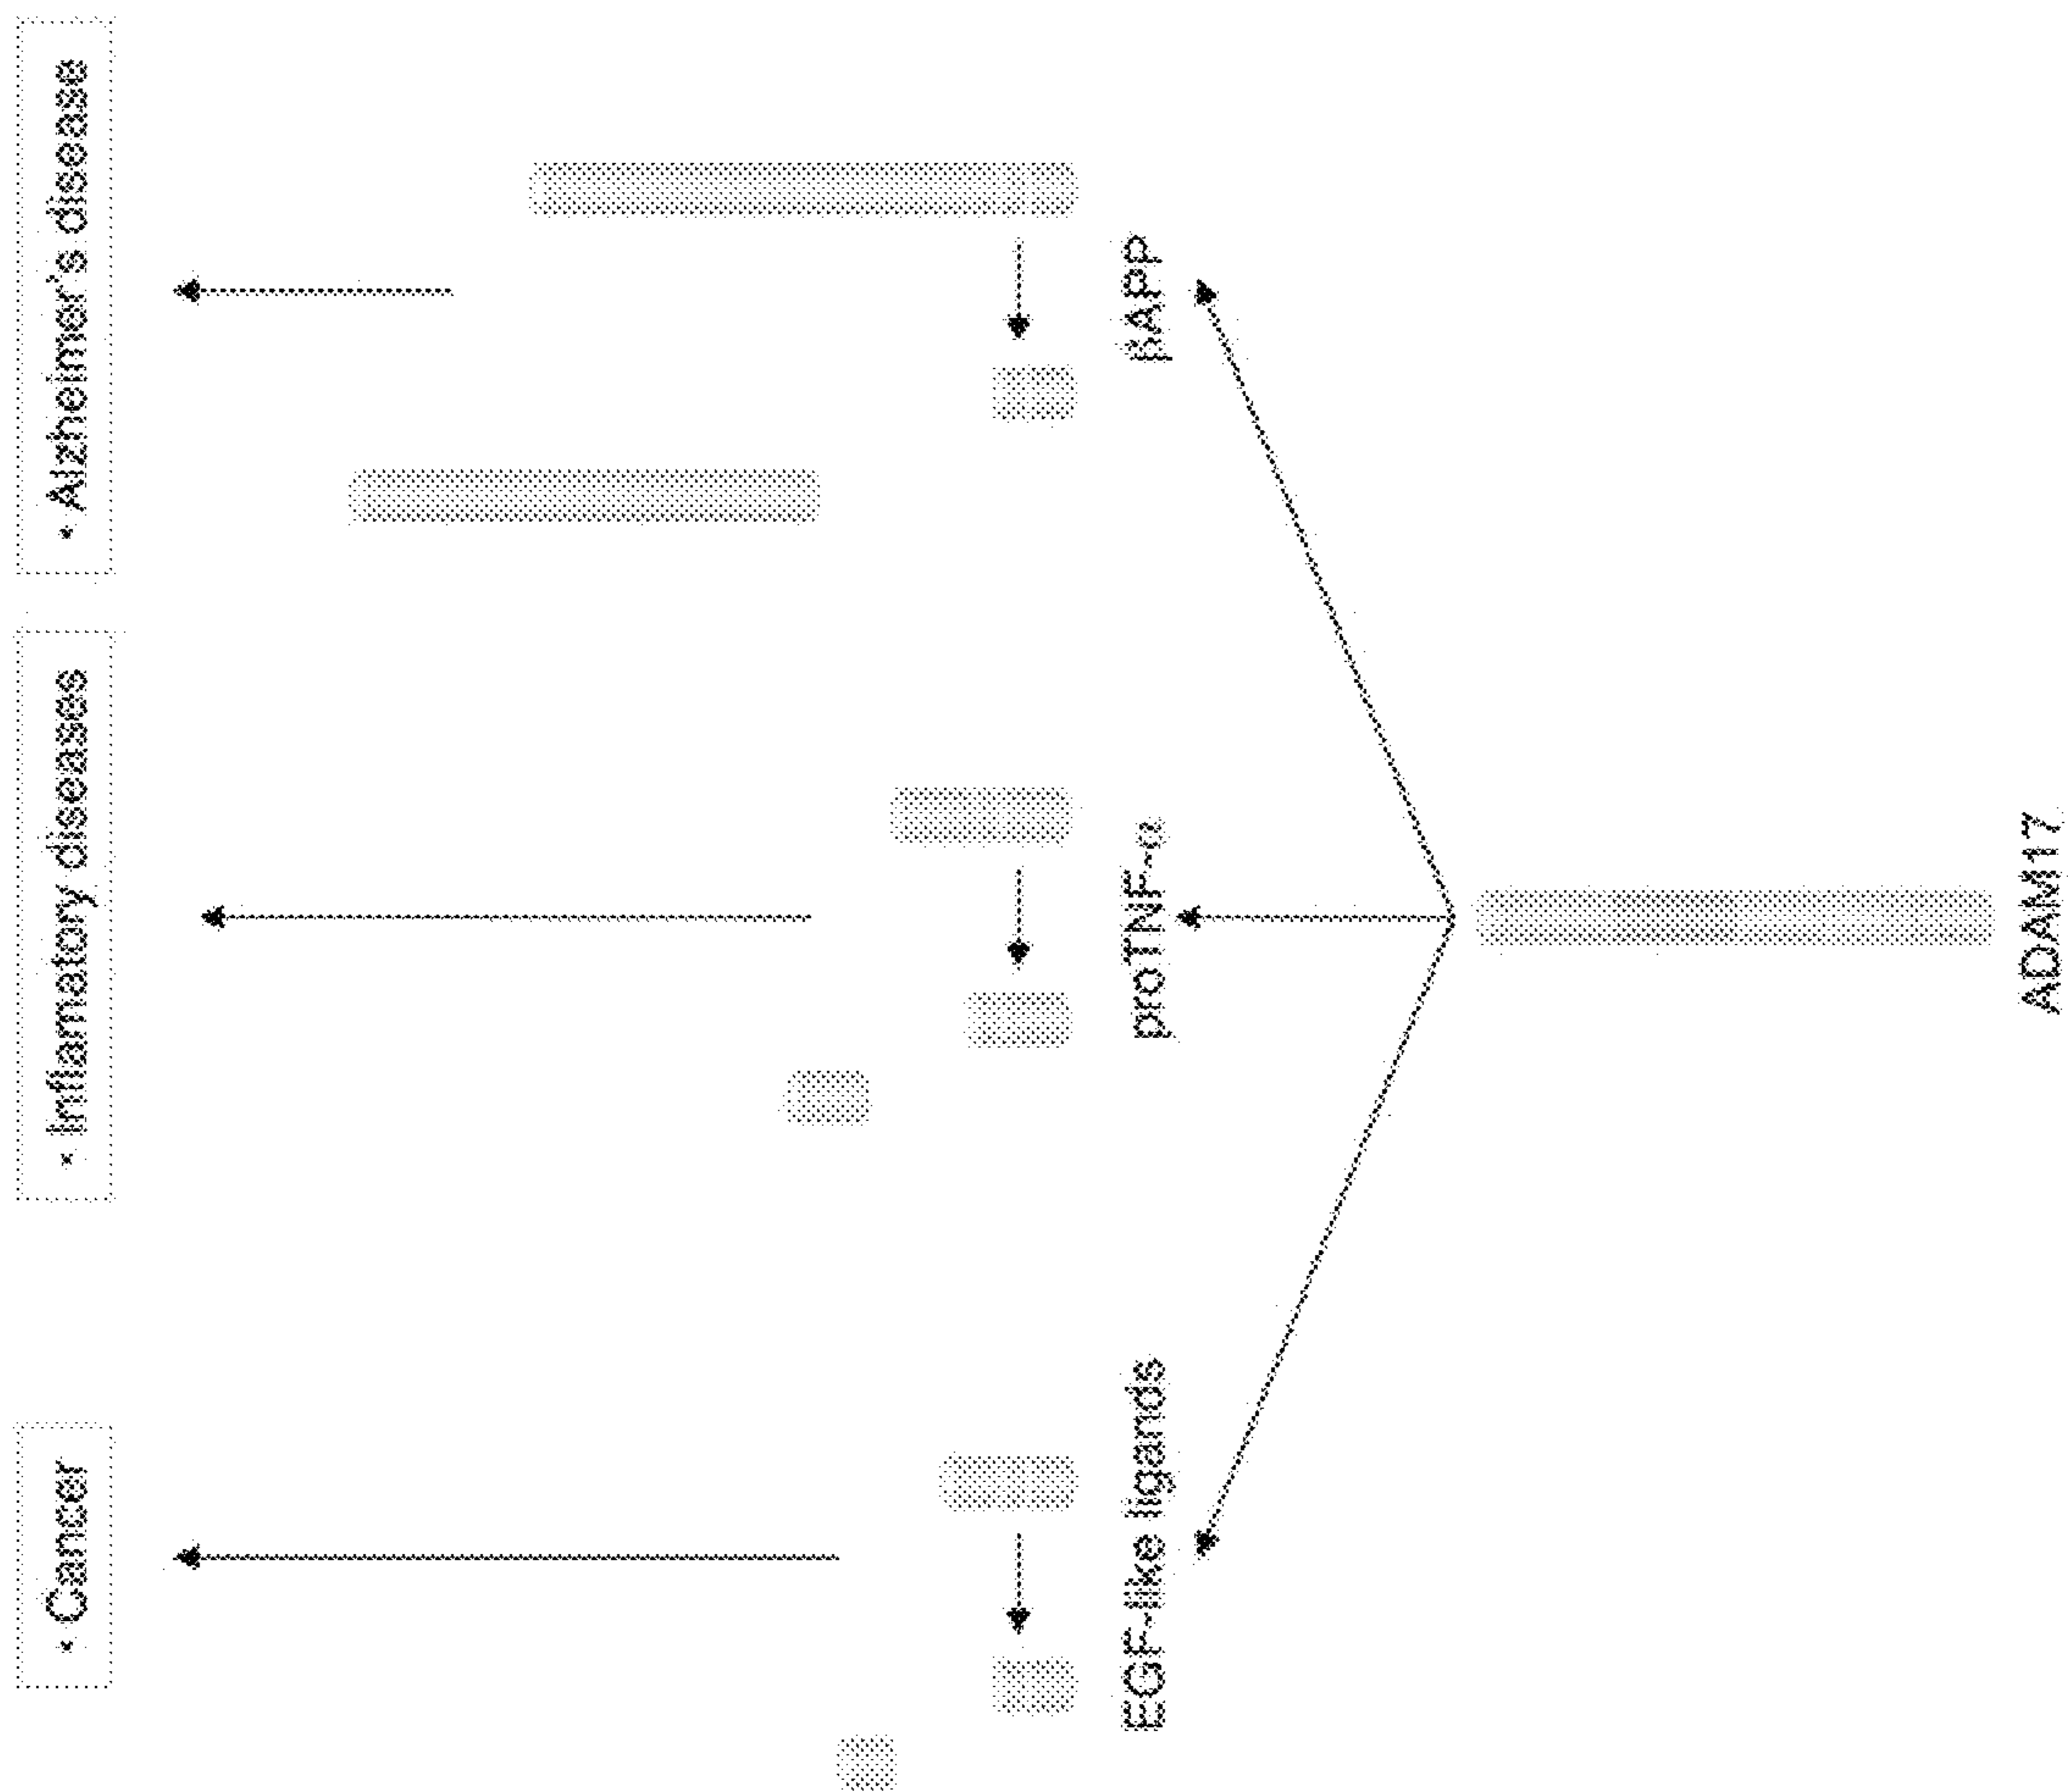 • Cancer
• Inflamatory diseases
• Alzheimer's disease
EGF-like ligands
proTNF-α
βAPP
ADAM17